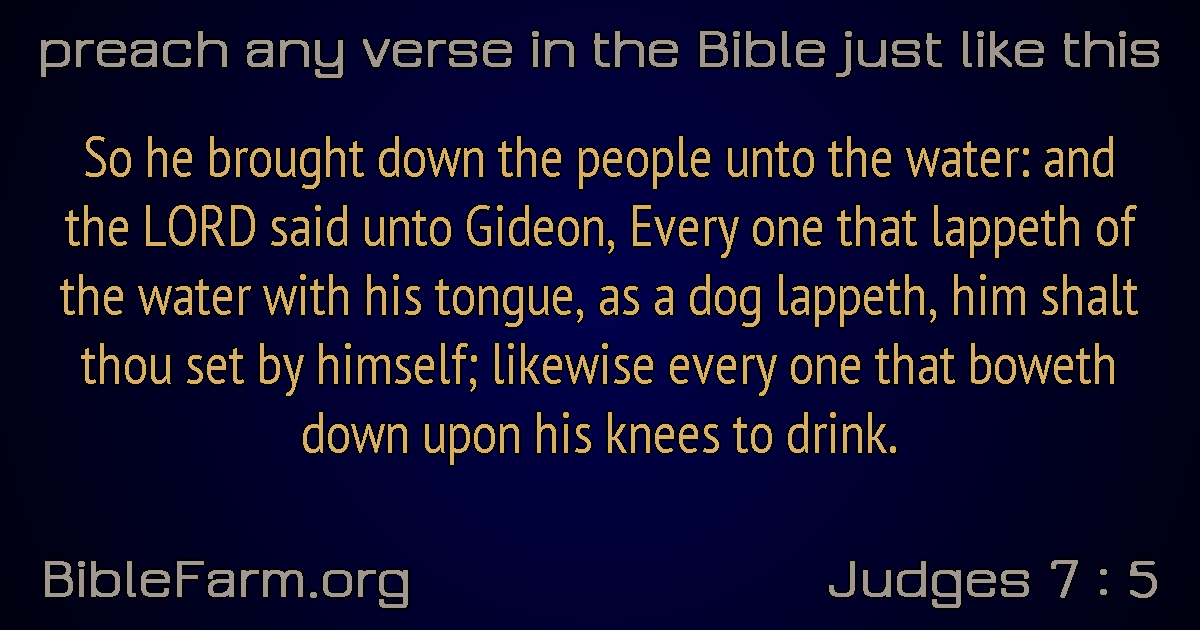 preach any verse in the Bible just like this
So he brought down the people unto the water: and
the LORD said unto Gideon, Every one that lappeth of
the water with his tongue, as a dog lappeth, him shalt
thou set by himself; likewise every one that boweth
down upon his knees to drink.
BibleFarm.org
Judges 7 : 5